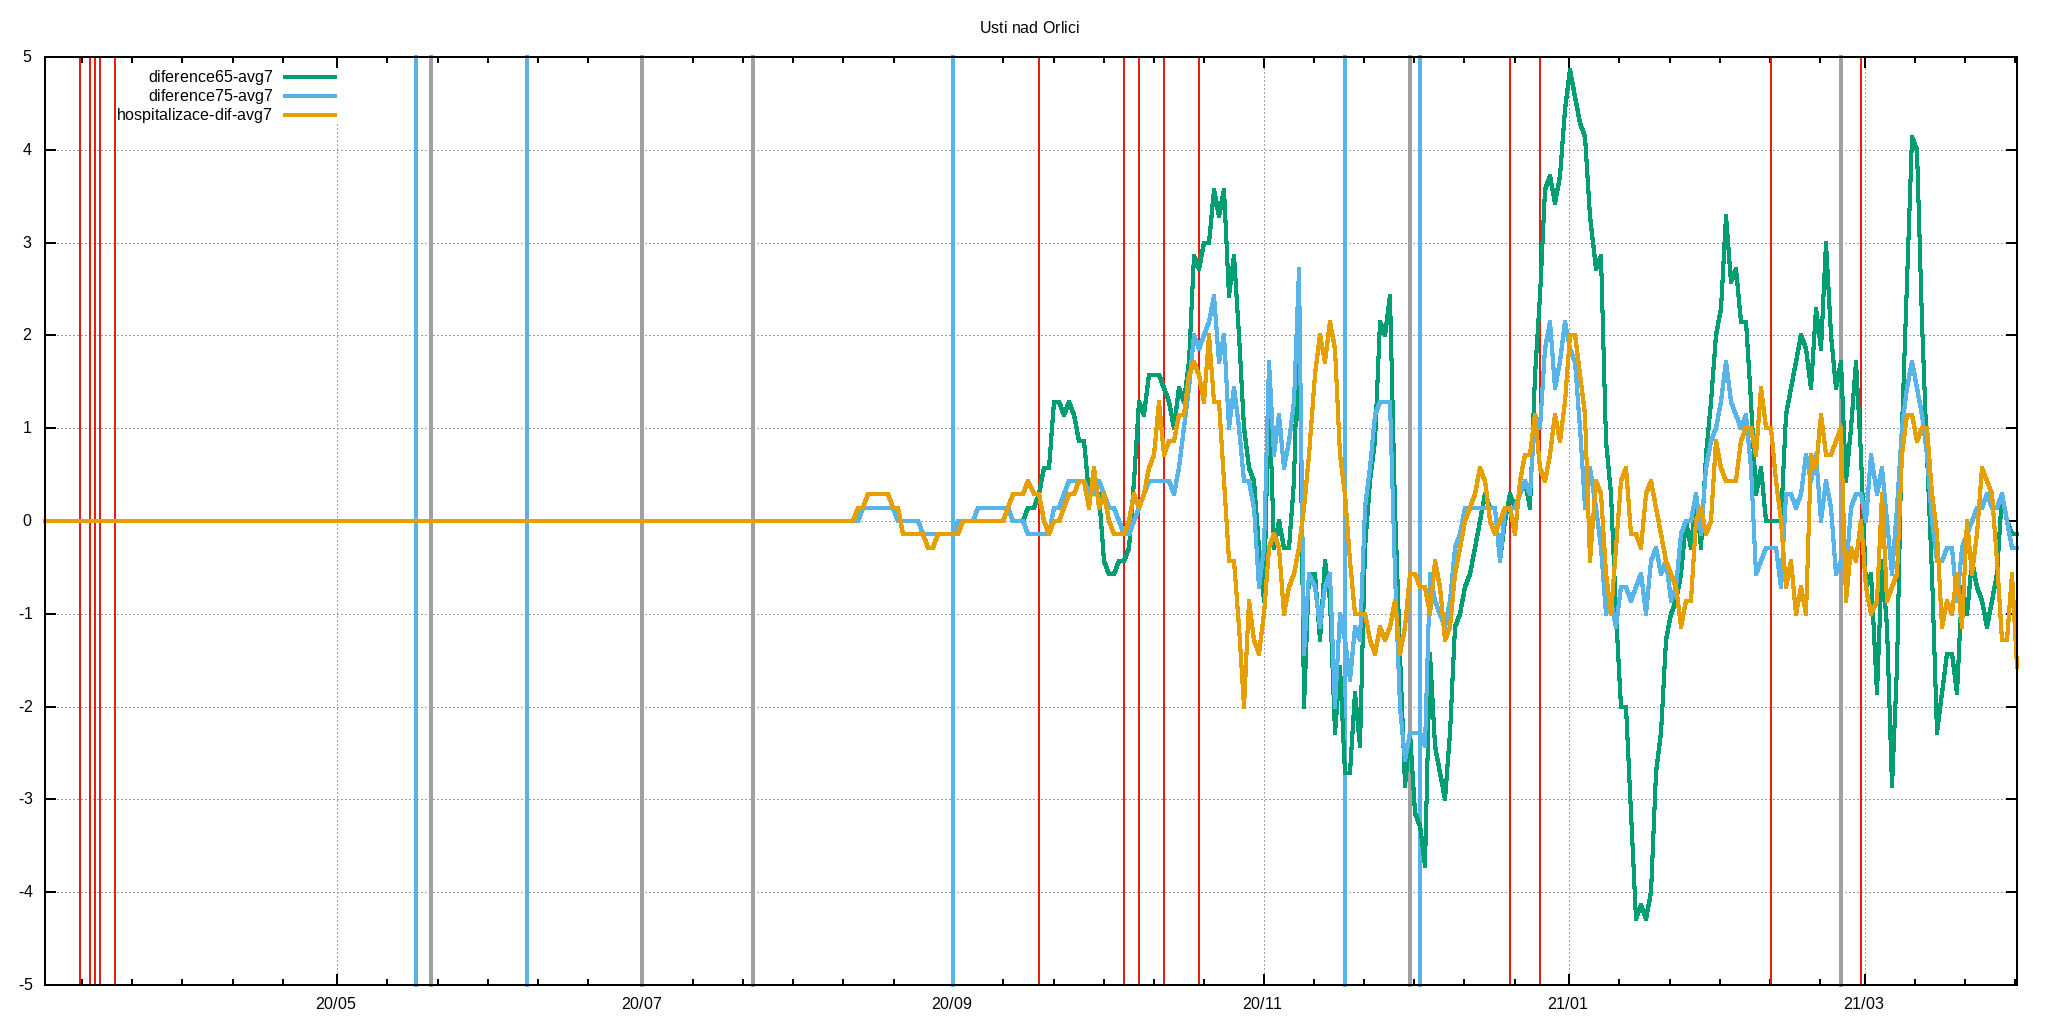 Usti nad Orlici
diference65-avg7
diference75-avg7
hospitalizace-dif-avg7
5
4
3
2
1
0
-1
-2
-3
-4
-5
20/05 20/07 20/09 20/11 21/01 21/03